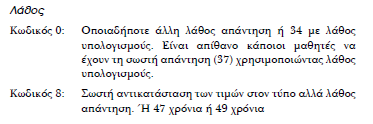 Λάθος
Κωδικός 0: Οποιαδήποτε άλλη λάθος απάντηση ή 34 με λάθος
υπολογισμούς. Είναι απίθανο κάποιοι μαθητές να
έχουν τη σωστή απάντηση (37) χρησιμοποιώντας λάθος
υπολογισμούς.
Κωδικός 8: Σωστή αντικατάσταση των τιμών στον τύπο αλλά λάθος
απάντηση. Ή 47 χρόνια ή 49 χρόνια